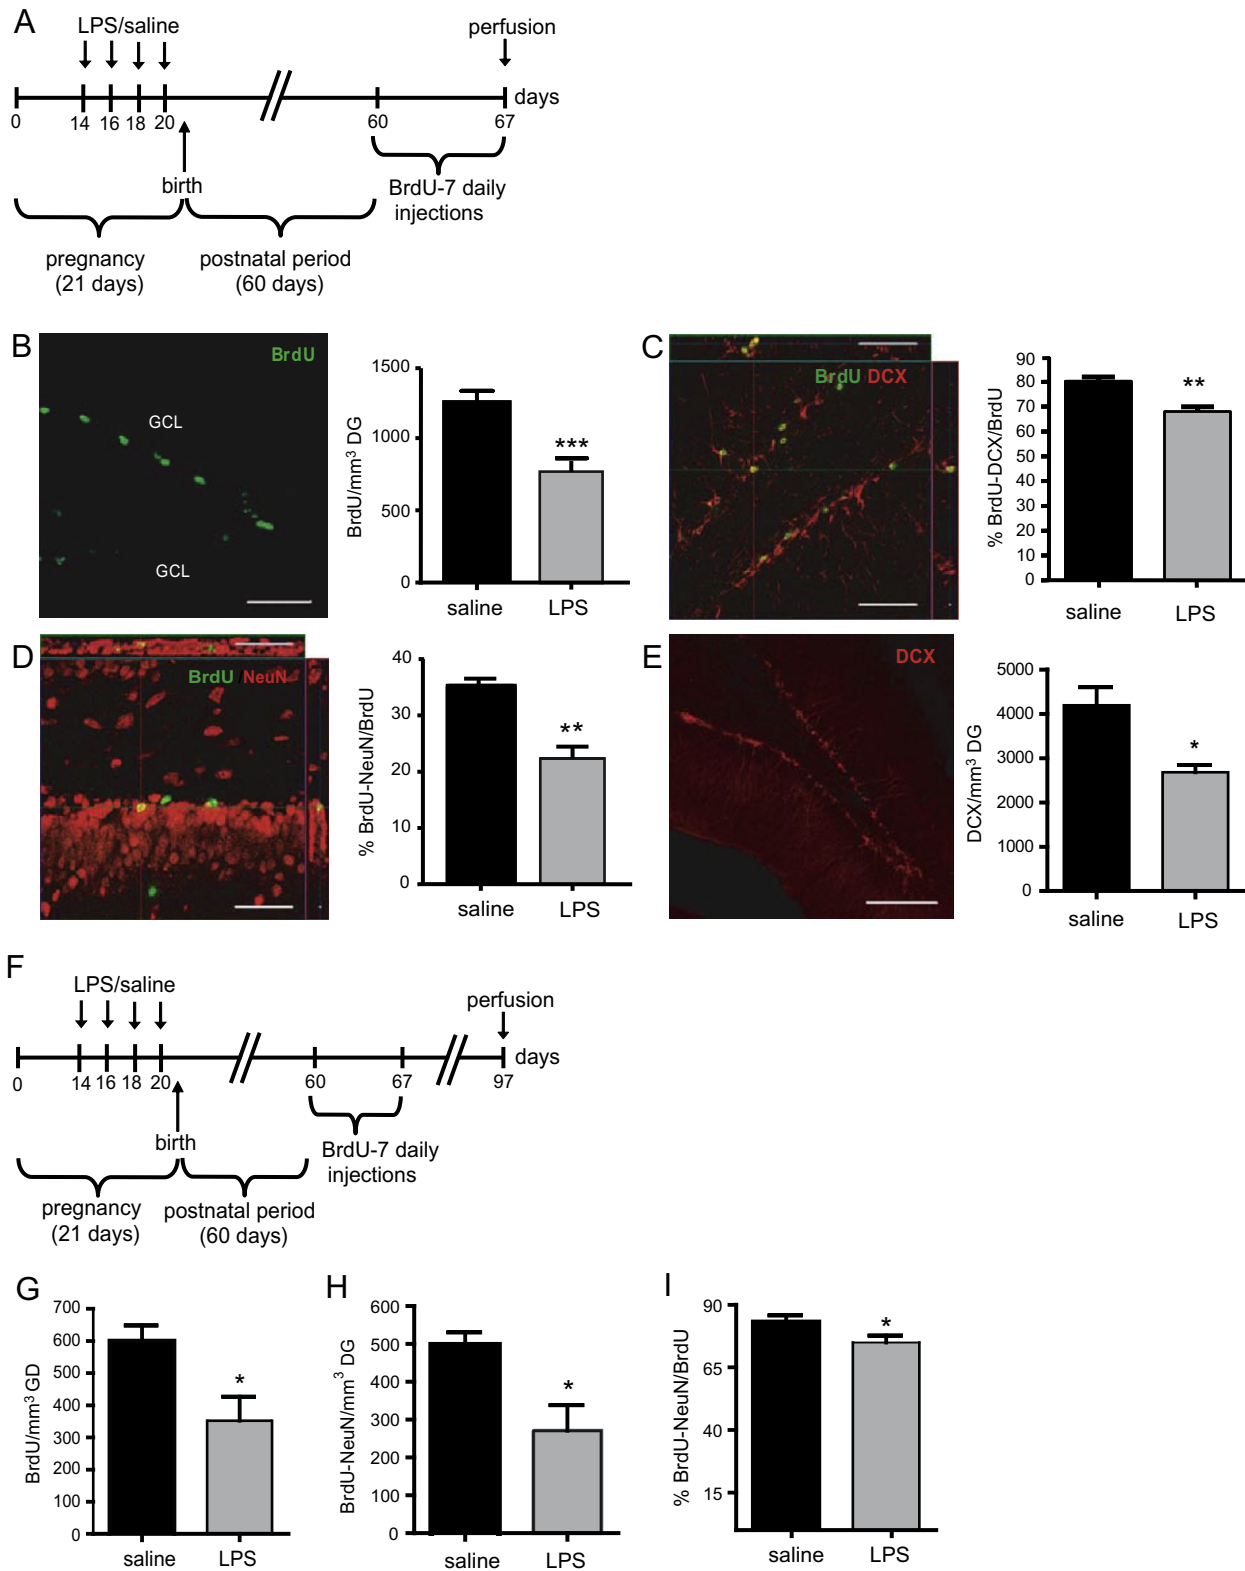 A
LPS/saline
perfusion
days
0
14
16
18
20
60
67
birth
BrdU-7 daily
injections
pregnancy
(21 days)
postnatal period
(60 days)
B
BrdU
GCL
GCL
BrdU/mm³ DG
1500
1000
500
0
***
saline
LPS
C
BrdU DCX
% BrdU-DCX/BrdU
90
80
70
60
50
40
30
20
10
0
**
saline
LPS
D
BrdU/NeuN
% BrdU-NeuN/BrdU
40
30
20
10
0
**
saline
LPS
E
DCX
DCX/mm³ DG
5000
4000
3000
2000
1000
0
*
saline
LPS
F
LPS/saline
perfusion
days
0
14
16
18
20
60
67
97
birth
BrdU-7 daily
injections
pregnancy
(21 days)
postnatal period
(60 days)
G
BrdU/mm³ GD
700
600
500
400
300
200
100
0
*
saline
LPS
H
BrdU-NeuN/mm³ DG
600
500
400
300
200
100
0
*
saline
LPS
I
% BrdU-NeuN/BrdU
90
65
40
15
*
saline
LPS